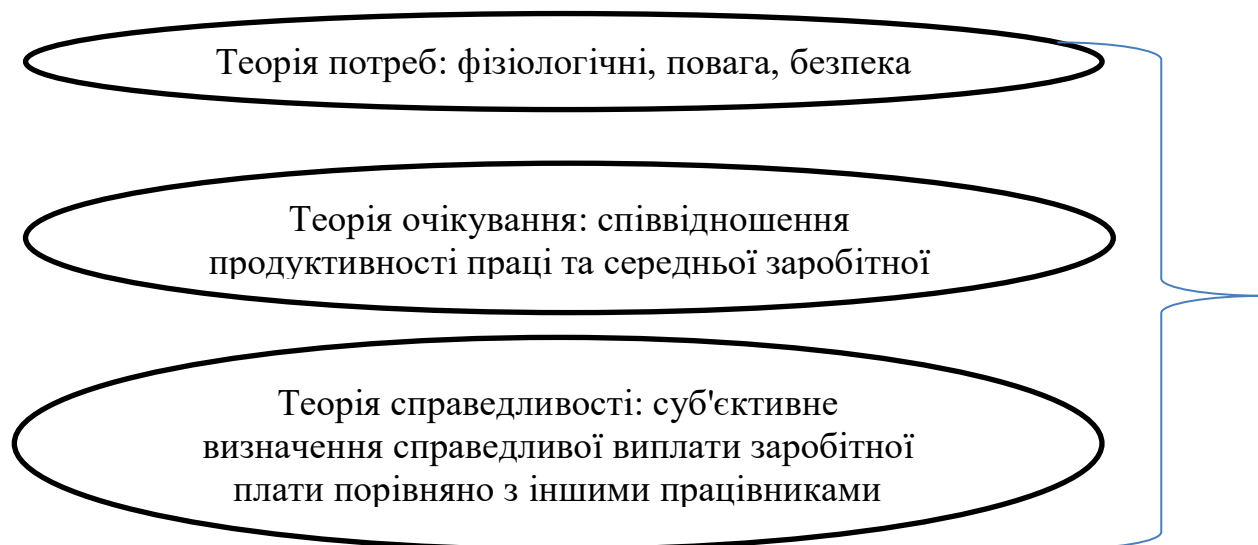 Теорія потреб: фізіологічні, повага, безпека
Теорія очікування: співвідношення
продуктивності праці та середньої заробітної
Теорія справедливості: суб'єктивне
визначення справедливої виплати заробітної
плати порівняно з іншими працівниками